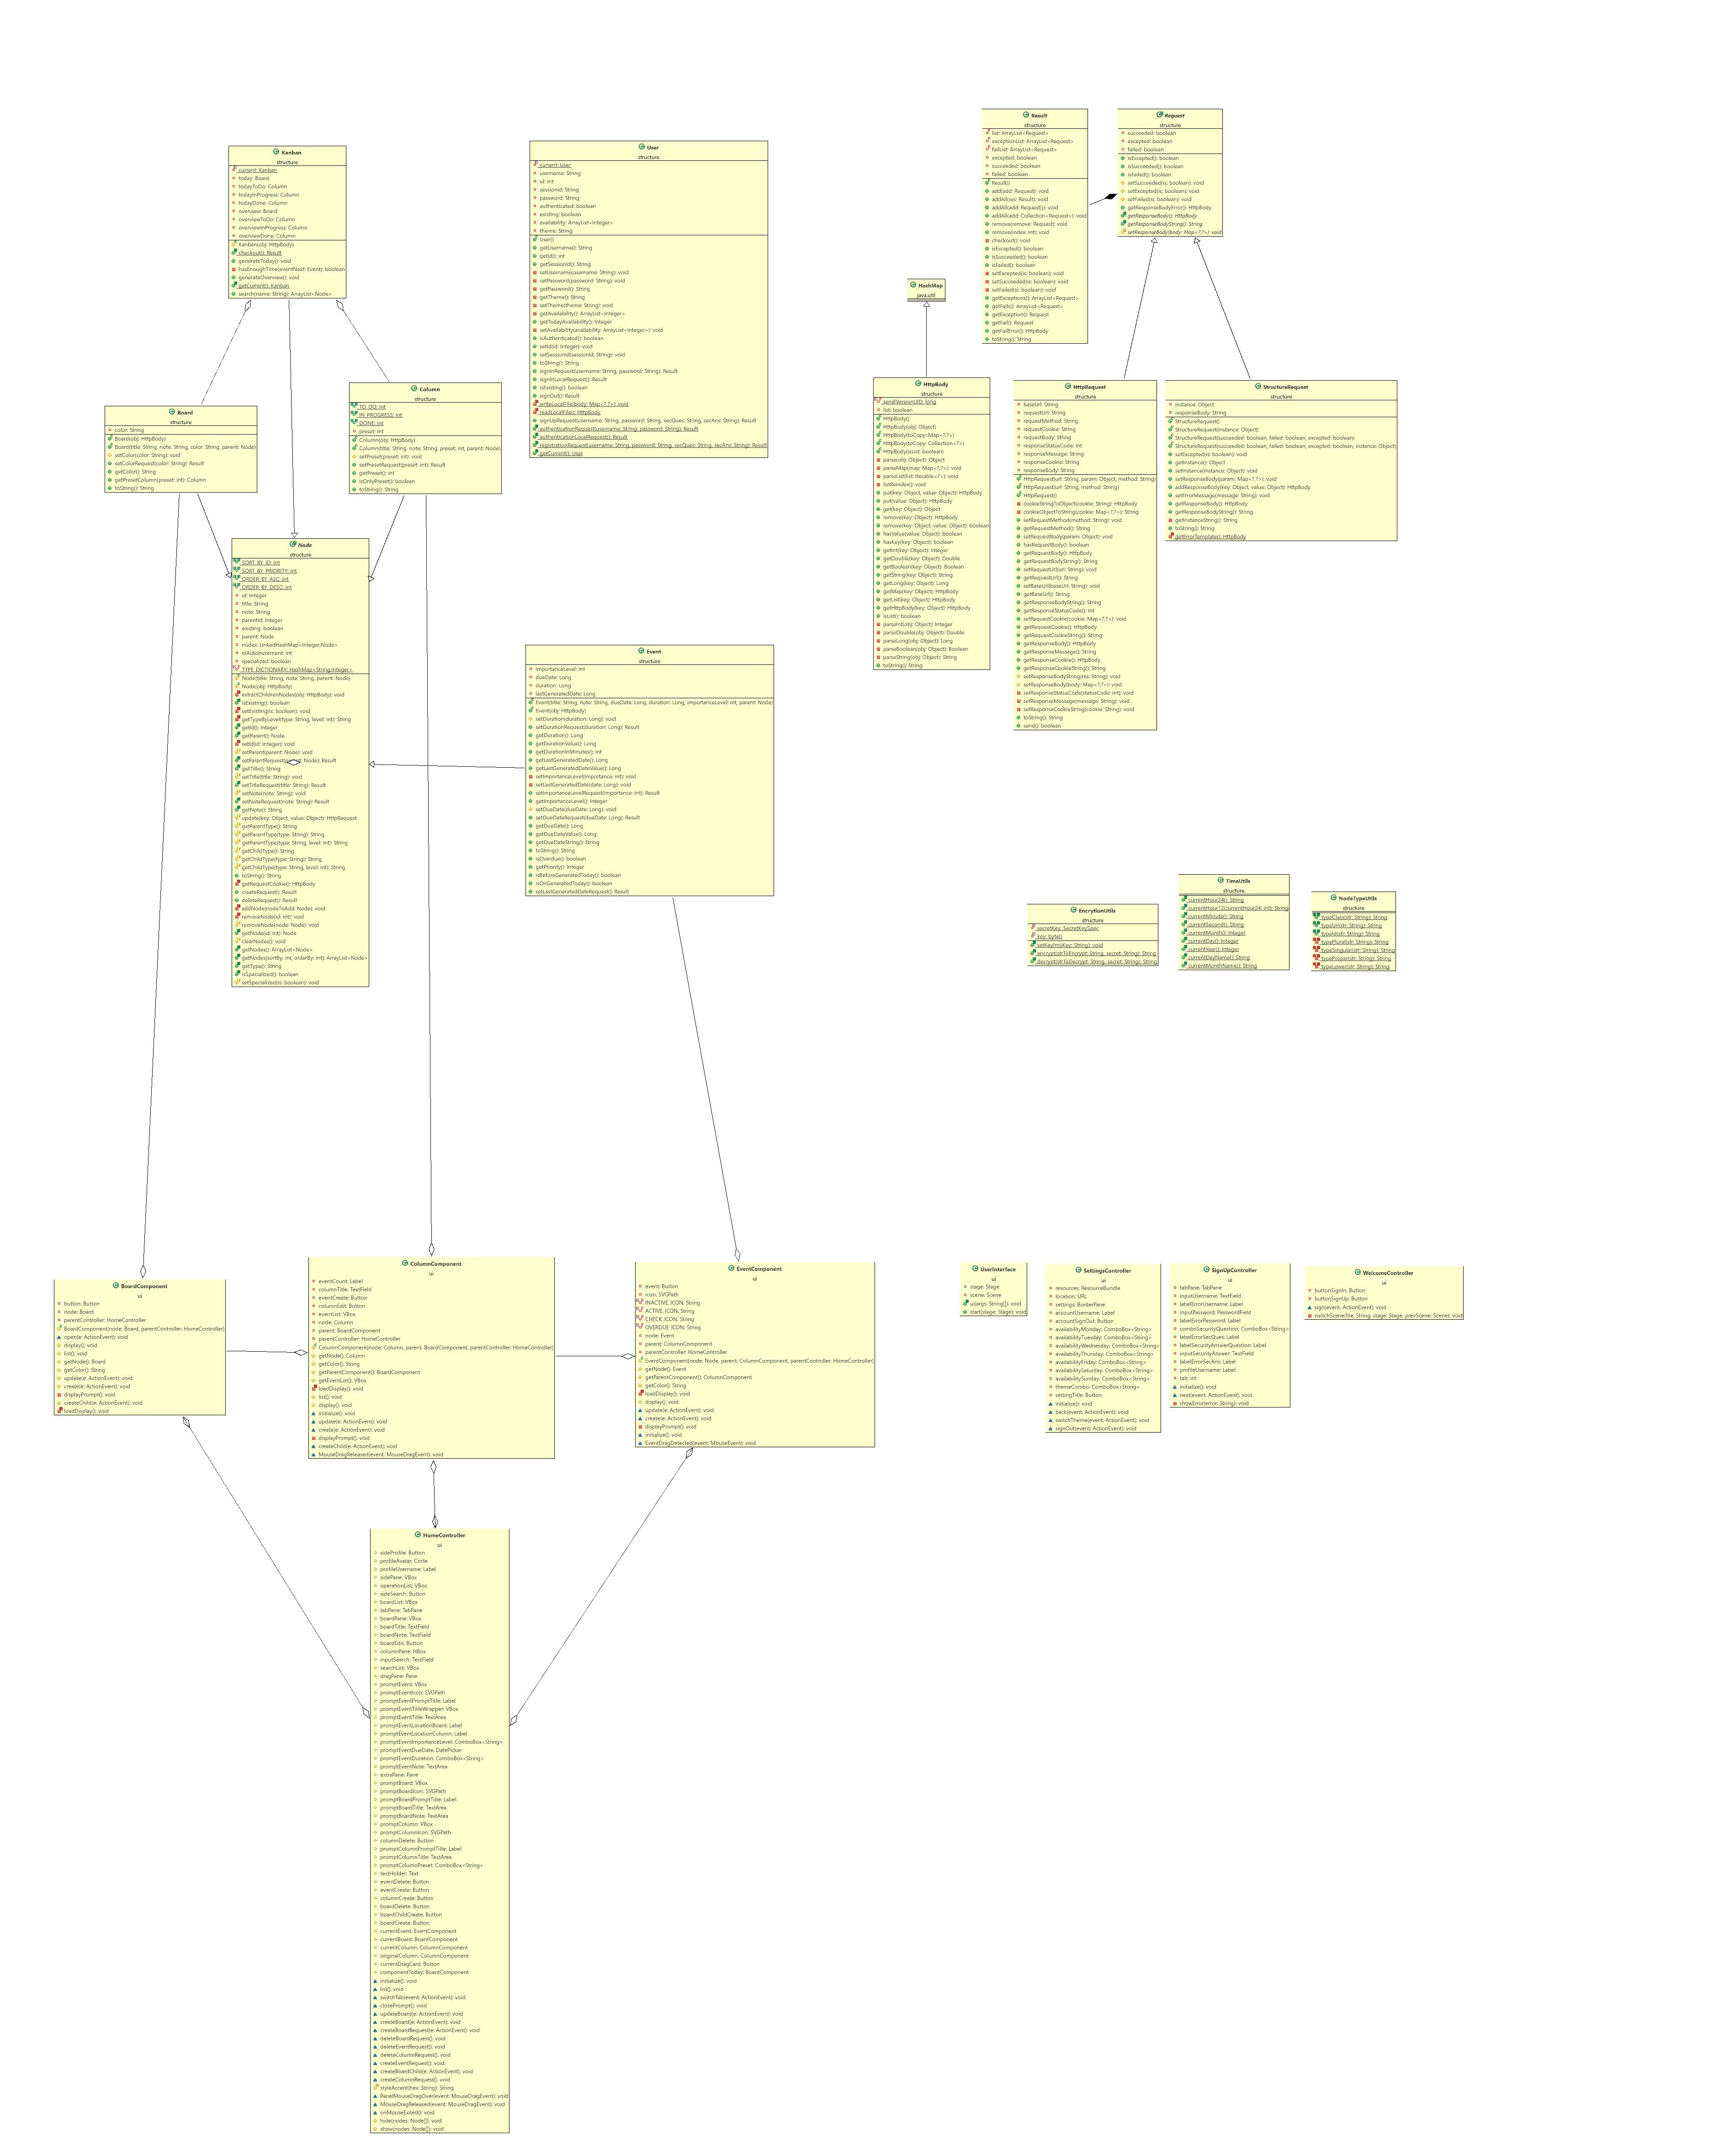 Kanban
structure
current: Kanban
today: Board
todayToDo: Column
todayInProgress: Column
todayDone: Column
overview: Board
overviewToDo: Column
overviewInProgress: Column
overviewDone: Column
Kanban(obj: HttpBody)
checkout(): Result
generateToday(): void
hasEnoughTime(eventNext: Event): boolean
generateOverview(): void
getCurrent(): Kanban
search(name: String): ArrayList<Node>
User
structure
current: User
username: String
id: int
sessionId: String
password: String
authenticated: boolean
existing: boolean
availability: ArrayList<Integer>
theme: String
User()
getUsername(): String
getId(): int
getSessionId(): String
setUsername(username: String): void
setPassword(password: String): void
getPassword(): String
getTheme(): String
setTheme(theme: String): void
getAvailability(): ArrayList<Integer>
getTodayAvailability(): Integer
setAvailability(availability: ArrayList<Integer>): void
isAuthenticated(): boolean
setId(id: Integer): void
setSessionId(sessionId: String): void
toString(): String
signInRequest(username: String, password: String): Result
signInLocalRequest(): Result
isExisting(): boolean
signOut(): Result
writeLocalFile(body: Map<?,?>): void
readLocalFile(): HttpBody
signUpRequest(username: String, password: String, secQues: String, secAns: String): Result
authenticationRequest(username: String, password: String): Result
authenticationLocalRequest(): Result
registrationRequest(username: String, password: String, secQues: String, secAns: String): Result
getCurrent(): User
Result
structure
list: ArrayList<Request>
exceptionList: ArrayList<Request>
failList: ArrayList<Request>
excepted: boolean
succeeded: boolean
failed: boolean
Result()
add(add: Request): void
addAll(res: Result): void
addAll(add: Request[]): void
addAll(add: Collection<Request>): void
remove(remove: Request): void
remove(index: int): void
checkout(): void
isExcepted(): boolean
isSucceeded(): boolean
isFailed(): boolean
setExcepted(is: boolean): void
setSucceeded(is: boolean): void
setFailed(is: boolean): void
getExceptions(): ArrayList<Request>
getFails(): ArrayList<Request>
getException(): Request
getFail(): Request
getFailError(): HttpBody
toString(): String
Request
structure
succeeded: boolean
excepted: boolean
failed: boolean
isExcepted(): boolean
isSucceeded(): boolean
isFailed(): boolean
setSucceeded(is: boolean): void
setExcepted(is: boolean): void
setFailed(is: boolean): void
getResponseBodyError(): HttpBody
getResponseBody(): HttpBody
getResponseBodyString(): String
setResponseBody(body: Map<?,?>): void
HashMap
java.util
Board
structure
color: String
Board(obj: HttpBody)
Board(title: String, note: String, color: String, parent: Node)
setColor(color: String): void
setColorRequest(color: String): Result
getColor(): String
getPresetColumn(preset: int): Column
toString(): String
Column
structure
TO_DO: int
IN_PROGRESS: int
DONE: int
preset: int
Column(obj: HttpBody)
Column(title: String, note: String, preset: int, parent: Node)
setPreset(preset: int): void
setPresetRequest(preset: int): Result
getPreset(): int
isOnlyPreset(): boolean
toString(): String
HttpBody
structure
serialVersionUID: long
list: boolean
HttpBody()
HttpBody(obj: Object)
HttpBody(toCopy: Map<?,?>)
HttpBody(toCopy: Collection<?>)
HttpBody(isList: boolean)
parse(obj: Object): Object
parseMap(map: Map<?,?>): void
parseList(list: Iterable<?>): void
listReindex(): void
put(key: Object, value: Object): HttpBody
put(value: Object): HttpBody
get(key: Object): Object
remove(key: Object): HttpBody
remove(key: Object, value: Object): boolean
hasValue(value: Object): boolean
hasKey(key: Object): boolean
getInt(key: Object): Integer
getDouble(key: Object): Double
getBoolean(key: Object): Boolean
getString(key: Object): String
getLong(key: Object): Long
getMap(key: Object): HttpBody
getList(key: Object): HttpBody
getHttpBody(key: Object): HttpBody
isList(): boolean
parseInt(obj: Object): Integer
parseDouble(obj: Object): Double
parseLong(obj: Object): Long
parseBoolean(obj: Object): Boolean
parseString(obj: Object): String
toString(): String
HttpRequest
structure
baseUrl: String
requestUrl: String
requestMethod: String
requestCookie: String
requestBody: String
responseStatusCode: int
responseMessage: String
responseCookie: String
responseBody: String
HttpRequest(url: String, param: Object, method: String)
HttpRequest(url: String, method: String)
HttpRequest()
cookieStringToObject(cookie: String): HttpBody
cookieObjectToString(cookie: Map<?,?>): String
setRequestMethod(method: String): void
getRequestMethod(): String
setRequestBody(param: Object): void
hasRequestBody(): boolean
getRequestBody(): HttpBody
getRequestBodyString(): String
setRequestUrl(url: String): void
getRequestUrl(): String
setBaseUrl(baseUrl: String): void
getBaseUrl(): String
getResponseBodyString(): String
getResponseStatusCode(): int
setRequestCookie(cookie: Map<?,?>): void
getRequestCookie(): HttpBody
getRequestCookieString(): String
getResponseBody(): HttpBody
getResponseMessage(): String
getResponseCookie(): HttpBody
getResponseCookieString(): String
setResponseBodyString(res: String): void
setResponseBody(body: Map<?,?>): void
setResponseStatusCode(statusCode: int): void
setResponseMessage(message: String): void
setResponseCookieString(cookie: String): void
toString(): String
send(): boolean
StructureRequest
structure
instance: Object
responseBody: String
StructureRequest()
StructureRequest(instance: Object)
StructureRequest(succeeded: boolean, failed: boolean, excepted: boolean)
StructureRequest(succeeded: boolean, failed: boolean, excepted: boolean, instance: Object)
setExcepted(is: boolean): void
getInstance(): Object
setInstance(instance: Object): void
setResponseBody(param: Map<?,?>): void
addResponseBody(key: Object, value: Object): HttpBody
setErrorMessage(message: String): void
getResponseBody(): HttpBody
getResponseBodyString(): String
getInstanceString(): String
toString(): String
getErrorTemplate(): HttpBody
Node
structure
SORT_BY_ID: int
SORT_BY_PRIORITY: int
ORDER_BY_ASC: int
ORDER_BY_DESC: int
id: Integer
title: String
note: String
parentId: Integer
existing: boolean
parent: Node
nodes: LinkedHashMap<Integer,Node>
idAutoIncrement: int
specialized: boolean
TYPE_DICTIONARY: HashMap<String,Integer>
Node(title: String, note: String, parent: Node)
Node(obj: HttpBody)
extractChildrenNodes(obj: HttpBody): void
isExisting(): boolean
setExisting(is: boolean): void
getTypeByLevel(type: String, level: int): String
getId(): Integer
getParent(): Node
setId(id: Integer): void
setParent(parent: Node): void
setParentRequest(parent: Node): Result
getTitle(): String
setTitle(title: String): void
setTitleRequest(title: String): Result
setNote(note: String): void
setNoteRequest(note: String): Result
getNote(): String
update(key: Object, value: Object): HttpRequest
getParentType(): String
getParentType(type: String): String
getParentType(type: String, level: int): String
getChildType(): String
getChildType(type: String): String
getChildType(type: String, level: int): String
toString(): String
getRequestCookie(): HttpBody
createRequest(): Result
deleteRequest(): Result
addNode(nodeToAdd: Node): void
removeNode(id: int): void
removeNode(node: Node): void
getNode(id: int): Node
clearNodes(): void
getNodes(): ArrayList<Node>
getNodes(sortBy: int, orderBy: int): ArrayList<Node>
getType(): String
isSpecialized(): boolean
setSpecialized(is: boolean): void
Event
structure
importanceLevel: int
dueDate: Long
duration: Long
lastGeneratedDate: Long
Event(title: String, note: String, dueDate: Long, duration: Long, importanceLevel: int, parent: Node)
Event(obj: HttpBody)
setDuration(duration: Long): void
setDurationRequest(duration: Long): Result
getDuration(): Long
getDurationValue(): Long
getDurationInMinutes(): int
getLastGeneratedDate(): Long
getLastGeneratedDateValue(): Long
setImportanceLevel(importance: int): void
setLastGeneratedDate(date: Long): void
setImportanceLevelRequest(importance: int): Result
getImportanceLevel(): Integer
setDueDate(dueDate: Long): void
setDueDateRequest(dueDate: Long): Result
getDueDate(): Long
getDueDateValue(): Long
getDueDateString(): String
toString(): String
isOverdue(): boolean
getPriority(): Integer
isBeforeGeneratedToday(): boolean
isOnGeneratedToday(): boolean
setLastGeneratedDateRequest(): Result
EncrytionUtils
structure
secretKey: SecretKeySpec
key: byte[]
setKey(myKey: String): void
encrypt(strToEncrypt: String, secret: String): String
decrypt(strToDecrypt: String, secret: String): String
TimeUtils
structure
currentHour24(): String
currentHour12(currentHour24: int): String
currentMinute(): String
currentSecond(): String
currentMonth(): Integer
currentDay(): Integer
currentYear(): Integer
currentDayName(): String
currentMonthName(): String
NodeTypeUtils
structure
typeClass(str: String): String
typeUrl(str: String): String
typeId(str: String): String
typePlural(str: String): String
typeSingular(str: String): String
typeProper(str: String): String
typeLower(str: String): String
BoardComponent
ui
button: Button
node: Board
parentController: HomeController
BoardComponent(node: Board, parentController: HomeController)
open(e: ActionEvent): void
display(): void
list(): void
getNode(): Board
getColor(): String
update(e: ActionEvent): void
create(e: ActionEvent): void
displayPrompt(): void
createChild(e: ActionEvent): void
loadDisplay(): void
ColumnComponent
ui
eventCount: Label
columnTitle: TextField
eventCreate: Button
columnEdit: Button
eventList: VBox
node: Column
parent: BoardComponent
parentController: HomeController
ColumnComponent(node: Column, parent: BoardComponent, parentController: HomeController)
getNode(): Column
getColor(): String
getParentComponent(): BoardComponent
getEventList(): VBox
loadDisplay(): void
list(): void
display(): void
initialize(): void
update(e: ActionEvent): void
create(e: ActionEvent): void
displayPrompt(): void
createChild(e: ActionEvent): void
MouseDragReleased(event: MouseDragEvent): void
EventComponent
ui
event: Button
icon: SVGPath
INACTIVE_ICON: String
ACTIVE_ICON: String
CHECK_ICON: String
OVERDUE_ICON: String
node: Event
parent: ColumnComponent
parentController: HomeController
EventComponent(node: Node, parent: ColumnComponent, parentController: HomeController)
getNode(): Event
getParentComponent(): ColumnComponent
getColor(): String
loadDisplay(): void
display(): void
update(e: ActionEvent): void
create(e: ActionEvent): void
displayPrompt(): void
initialize(): void
EventDragDetected(event: MouseEvent): void
UserInterface
ui
stage: Stage
scene: Scene
ui(args: String[]): void
start(stage: Stage): void
SettingsController
ui
resources: ResourceBundle
location: URL
settings: BorderPane
accountUsername: Label
accountSignOut: Button
availabilityMonday: ComboBox<String>
availabilityTuesday: ComboBox<String>
availabilityWednesday: ComboBox<String>
availabilityThursday: ComboBox<String>
availabilityFriday: ComboBox<String>
availabilitySaturday: ComboBox<String>
availabilitySunday: ComboBox<String>
themeCombo: ComboBox<String>
settingTitle: Button
initialize(): void
back(event: ActionEvent): void
switchTheme(event: ActionEvent): void
signOut(event: ActionEvent): void
SignUpController
ui
tabPane: TabPane
inputUsername: TextField
labelErrorUsername: Label
inputPassword: PasswordField
labelErrorPassword: Label
comboSecurityQuestion: ComboBox<String>
labelErrorSecQues: Label
labelSecurityAnswerQuestion: Label
inputSecurityAnswer: TextField
labelErrorSecAns: Label
profileUsername: Label
tab: int
initialize(): void
next(event: ActionEvent): void
showError(error: String): void
WelcomeController
ui
buttonSignIn: Button
buttonSignUp: Button
sign(event: ActionEvent): void
switchScene(file: String, stage: Stage, prevScene: Scene): void
HomeController
ui
sideProfile: Button
profileAvatar: Circle
profileUsername: Label
sidePane: VBox
operationList: VBox
sideSearch: Button
boardList: VBox
tabPane: TabPane
boardPane: VBox
boardTitle: TextField
boardNote: TextField
boardEdit: Button
columnPane: HBox
inputSearch: TextField
searchList: VBox
dragPane: Pane
promptEvent: VBox
promptEventIcon: SVGPath
promptEventPromptTitle: Label
promptEventTitleWrapper: VBox
promptEventTitle: TextArea
promptEventLocationBoard: Label
promptEventLocationColumn: Label
promptEventImportanceLevel: ComboBox<String>
promptEventDueDate: DatePicker
promptEventDuration: ComboBox<String>
promptEventNote: TextArea
extraPane: Pane
promptBoard: VBox
promptBoardIcon: SVGPath
promptBoardPromptTitle: Label
promptBoardTitle: TextArea
promptBoardNote: TextArea
promptColumn: VBox
promptColumnIcon: SVGPath
columnDelete: Button
promptColumnPromptTitle: Label
promptColumnTitle: TextArea
promptColumnPreset: ComboBox<String>
textHolder: Text
eventDelete: Button
eventCreate: Button
columnCreate: Button
boardDelete: Button
boardChildCreate: Button
boardCreate: Button
currentEvent: EventComponent
currentBoard: BoardComponent
currentColumn: ColumnComponent
originalColumn: ColumnComponent
currentDragCard: Button
componentToday: BoardComponent
initialize(): void
list(): void
switchTab(event: ActionEvent): void
closePrompt(): void
updateBoard(e: ActionEvent): void
createBoard(e: ActionEvent): void
createBoardRequest(e: ActionEvent): void
deleteBoardRequest(): void
deleteEventRequest(): void
deleteColumnRequest(): void
createEventRequest(): void
createBoardChild(e: ActionEvent): void
createColumnRequest(): void
styleAccent(hex: String): String
PanelMouseDragOver(event: MouseDragEvent): void
MouseDragReleased(event: MouseDragEvent): void
onMouseExited(): void
hide(nodes: Node[]): void
show(nodes: Node[]): void